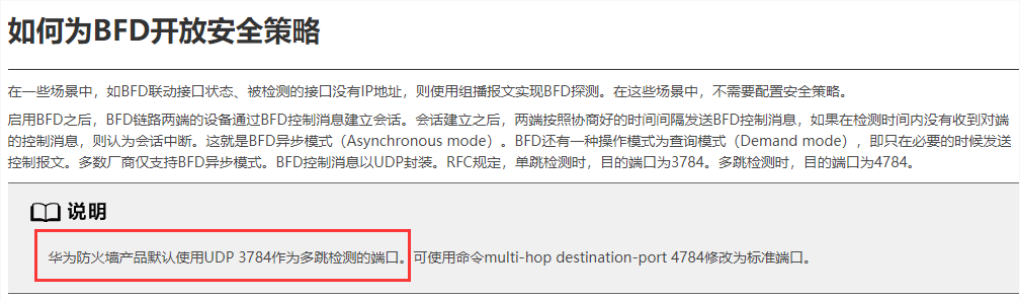 如何为BFD开放安全策略
在一些场景中，如BFD联动接口状态、被检测的接口没有IP地址，则使用组播报文实现BFD探测。在这些场景中，不需要配置安全策略。
启用BFD之后，BFD链路两端的设备通过BFD控制消息建立会话。会话建立之后，两端按照协商好的时间间隔发送BFD控制消息，如果在检测时间内没有收到对端
的控制消息，则认为会话中断。这就是BFD异步模式（Asynchronous mode）。BFD还有一种操作模式为查询模式（Demand mode），即只在必要的时候发送
控制报文。多数厂商仅支持BFD异步模式。BFD控制消息以UDP封装。RFC规定，单跳检测时，目的端口为3784。多跳检测时，目的端口为4784。
说明
华为防火墙产品默认使用UDP 3784作为多跳检测的端口。可使用命令multi-hop destination-port 4784修改为标准端口。